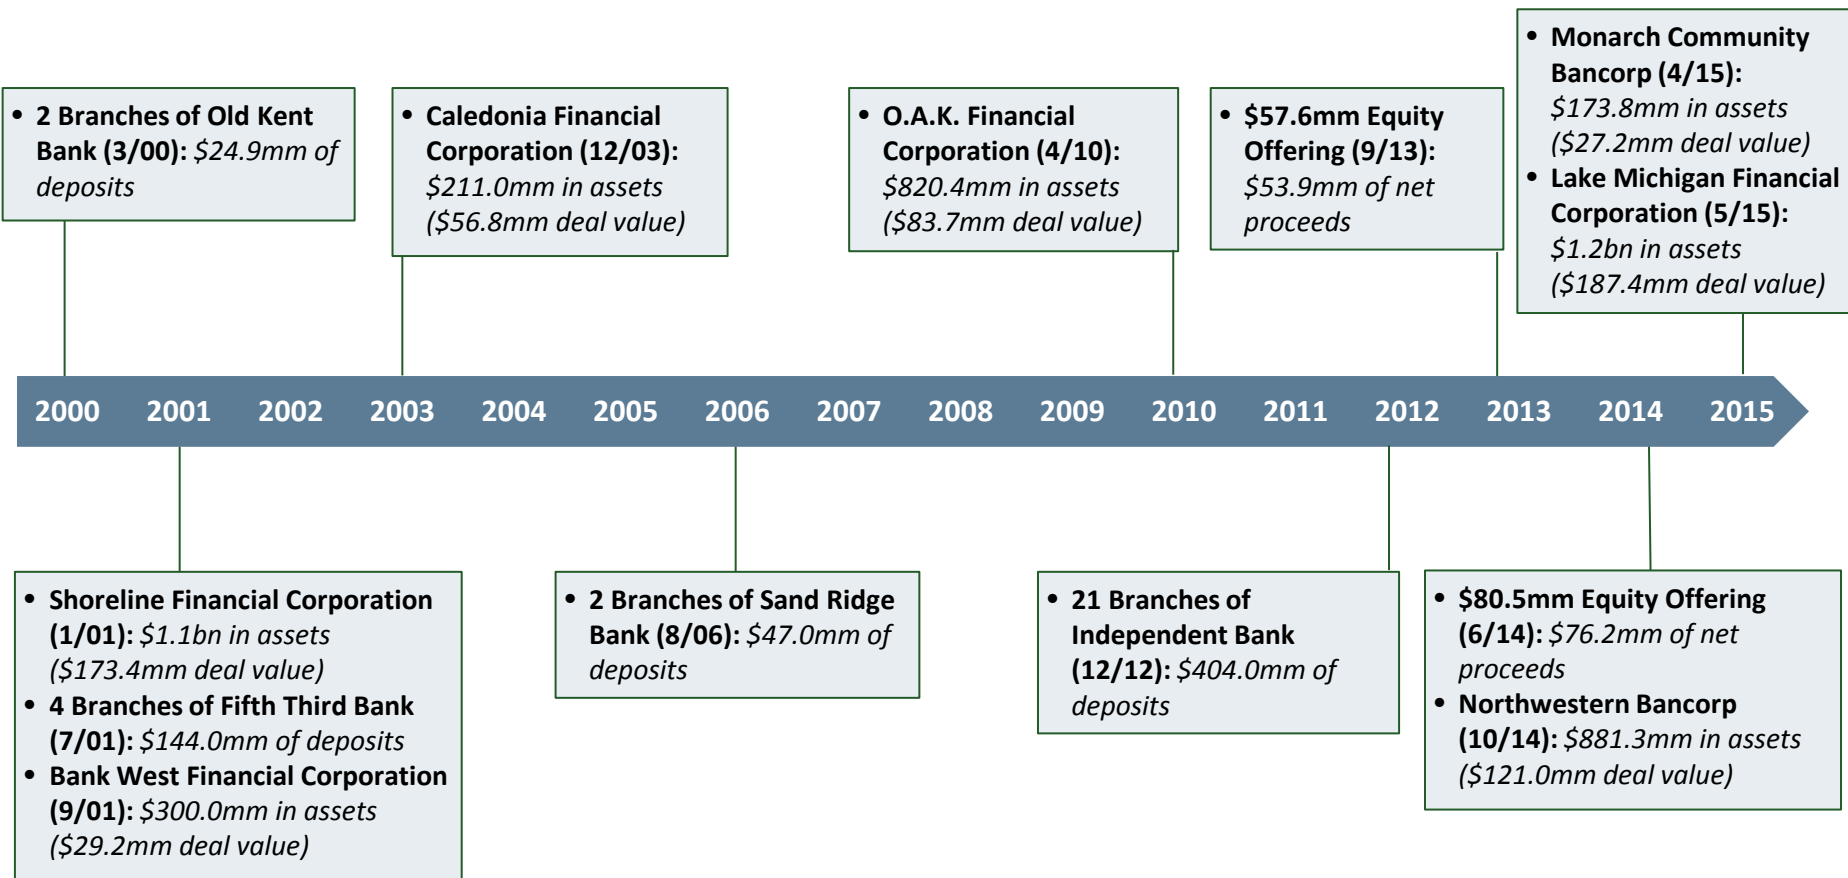 • 2 Branches of Old Kent
Bank (3/00): $24.9mm of
deposits
• Caledonia Financial
Corporation (12/03):
$211.0mm in assets
($56.8mm deal value)
• O.A.K. Financial
Corporation (4/10):
$820.4mm in assets
($83.7mm deal value)
• $57.6mm Equity
Offering (9/13):
$53.9mm of net
proceeds
• Monarch Community
Bancorp (4/15):
$173.8mm in assets
($27.2mm deal value)
• Lake Michigan Financial
Corporation (5/15):
$1.2bn in assets
($187.4mm deal value)
2000 2001 2002 2003 2004 2005 2006 2007 2008 2009 2010 2011 2012 2013 2014 2015
• Shoreline Financial Corporation
(1/01): $1.1bn in assets
($173.4mm deal value)
• 4 Branches of Fifth Third Bank
(7/01): $144.0mm of deposits
• Bank West Financial Corporation
(9/01): $300.0mm in assets
($29.2mm deal value)
• 2 Branches of Sand Ridge
Bank (8/06): $47.0mm of
deposits
• 21 Branches of
Independent Bank
(12/12): $404.0mm of
deposits
• $80.5mm Equity Offering
(6/14): $76.2mm of net
proceeds
• Northwestern Bancorp
(10/14): $881.3mm in assets
($121.0mm deal value)